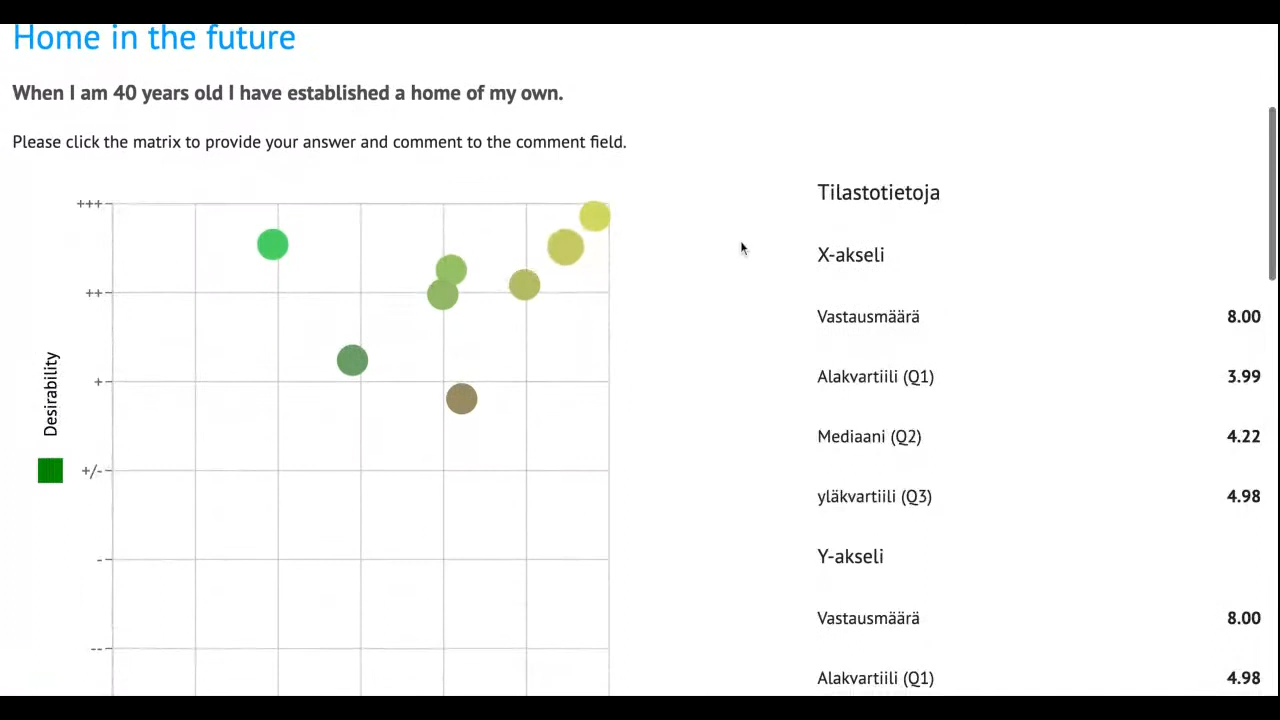 Home in the future
When I am 40 years old I have established a home of my own.
Please click the matrix to provide your answer and comment to the comment field.
+++
++
+
+/-
-
--
Desirability
Tilastotietoja
X-akseli
Vastausmäärä 8.00
Alakvartiili (Q1) 3.99
Mediaani (Q2) 4.22
yläkvartiili (Q3) 4.98
Y-akseli
Vastausmäärä 8.00
Alakvartiili (Q1) 4.98